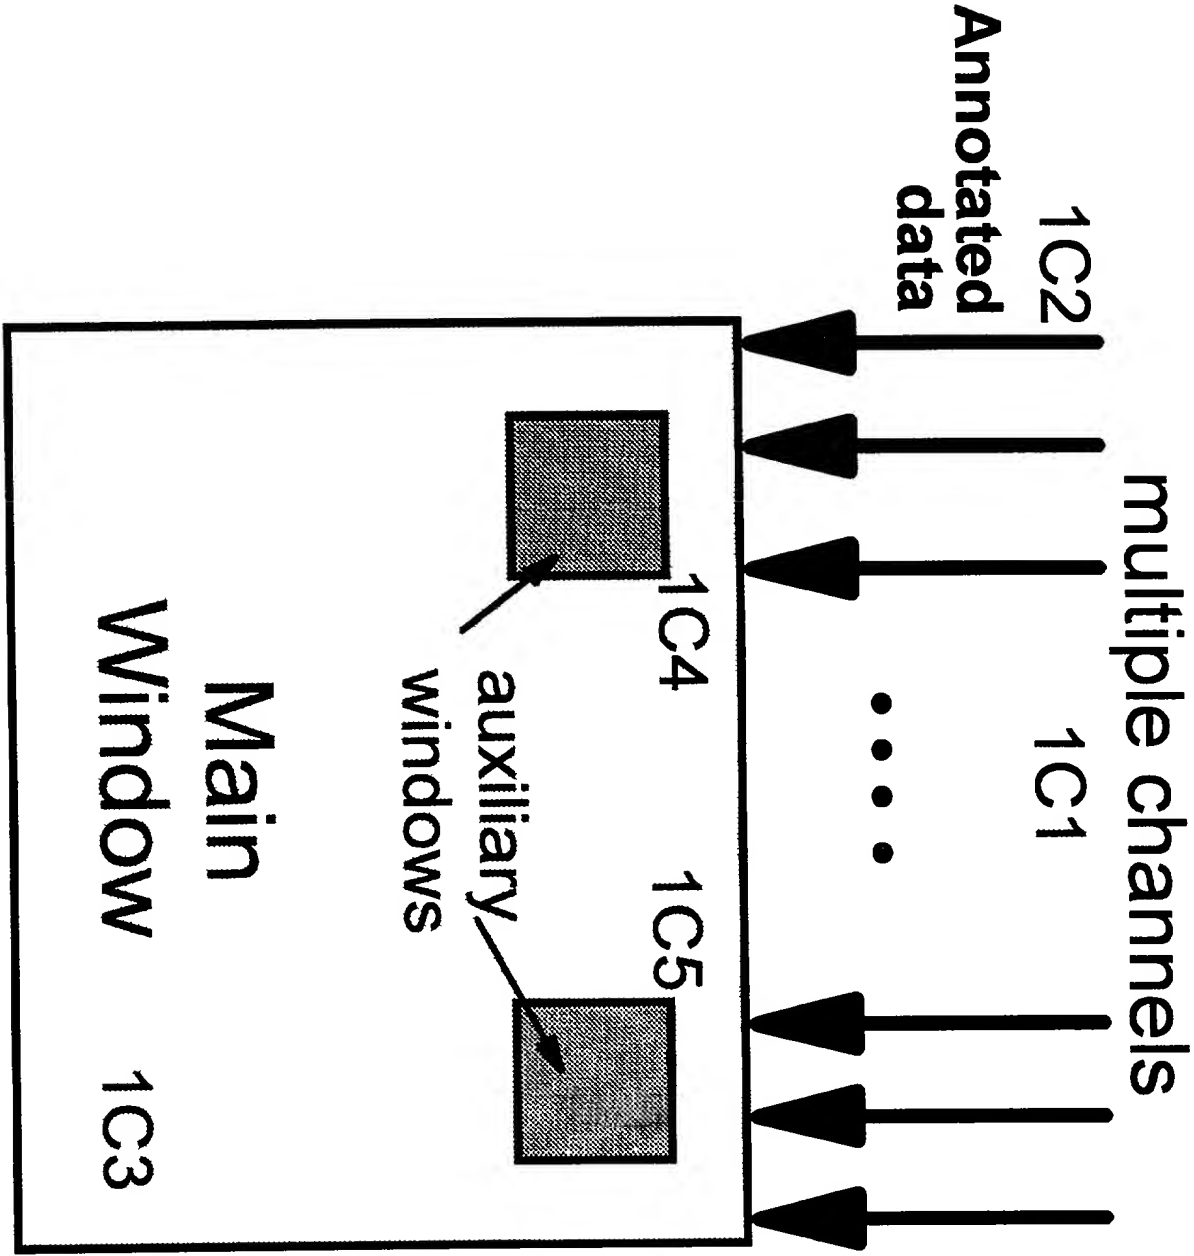 multiple channels
1C2
1C1
Annotated
data
1C4
1C5
auxiliary
windows
Main
Window
1C3